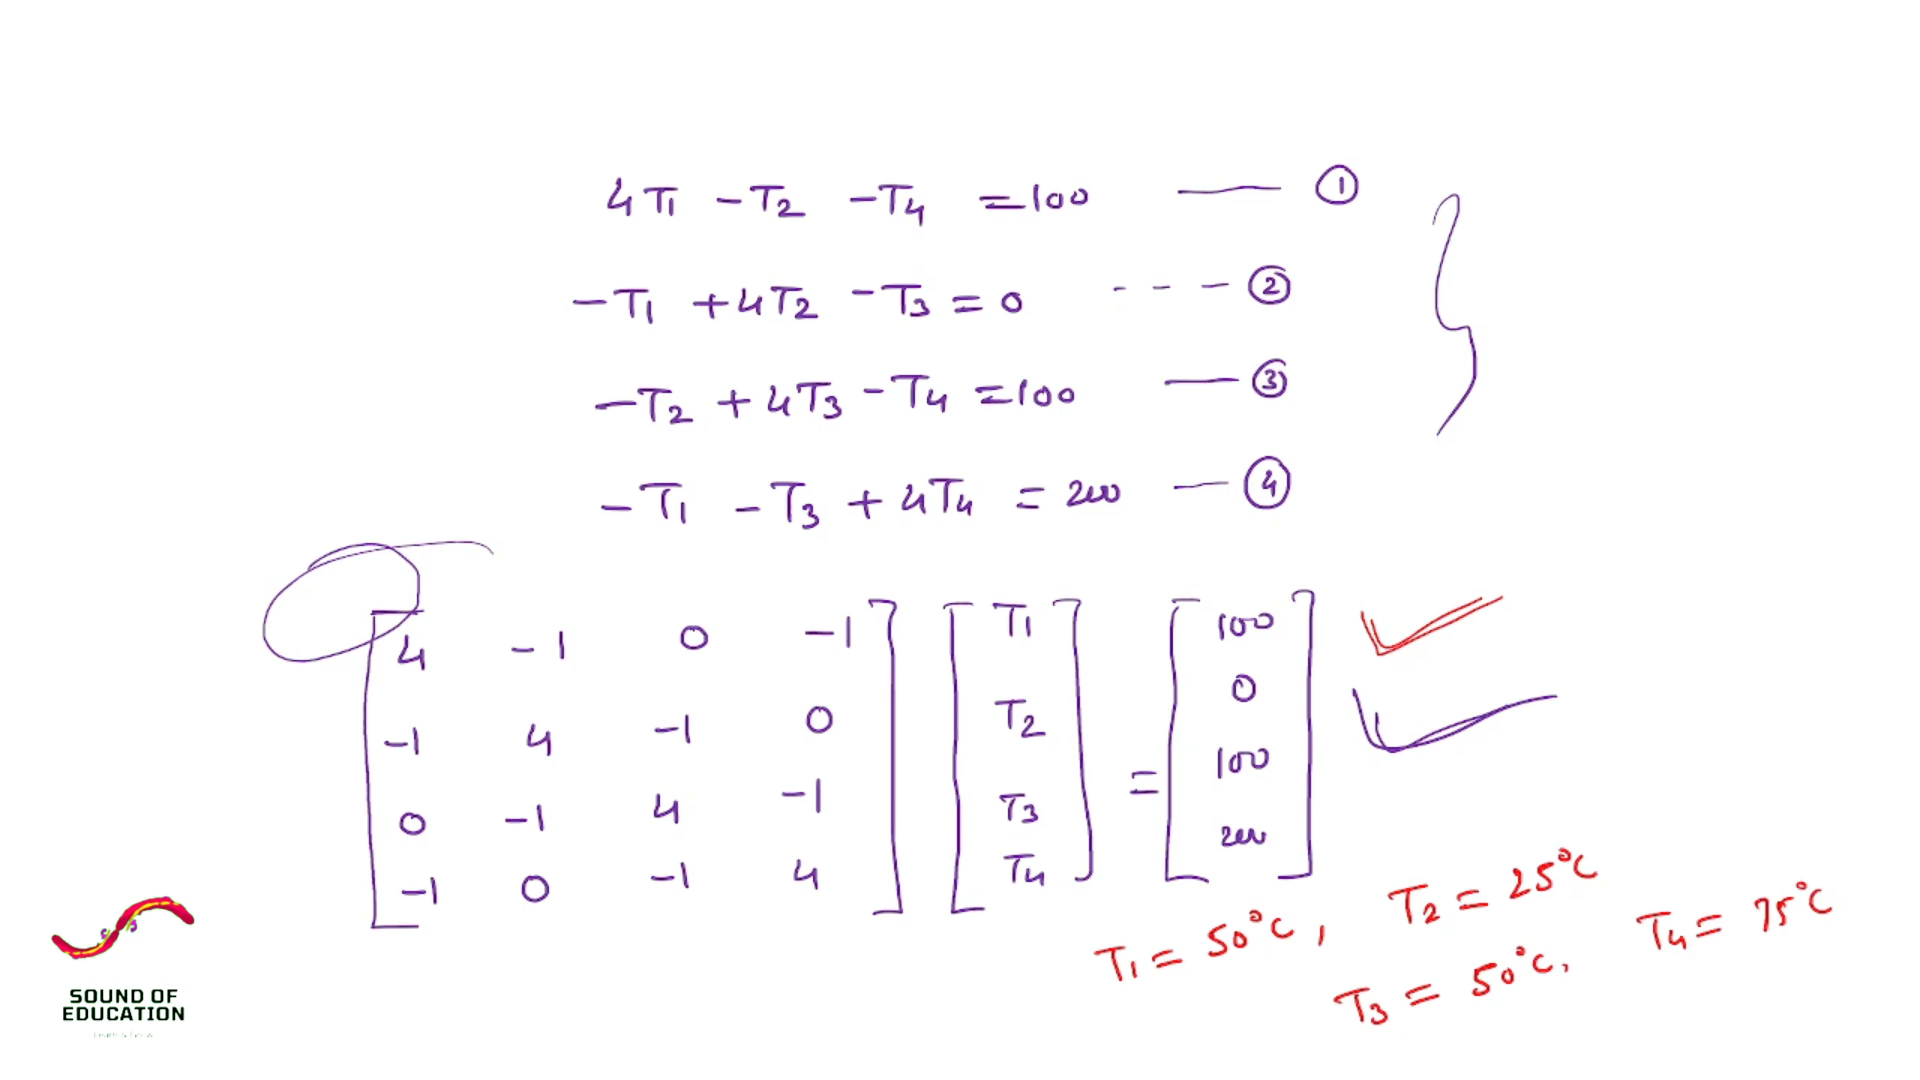 4T1 - T2 - T4 = 100 —— ①
-T1 + 4T2 - T3 = 0 - - - ②
-T2 + 4T3 - T4 = 100 — ③
-T1 - T3 + 4T4 = 200 — ④
4 -1 0 -1 T1 100
-1 4 -1 0 T2 0
0 -1 4 -1 T3 = 100
-1 0 -1 4 T4 200
T1 = 50°C, T2 = 25°C
T3 = 50°C, T4 = 75°C
SOUND OF
EDUCATION